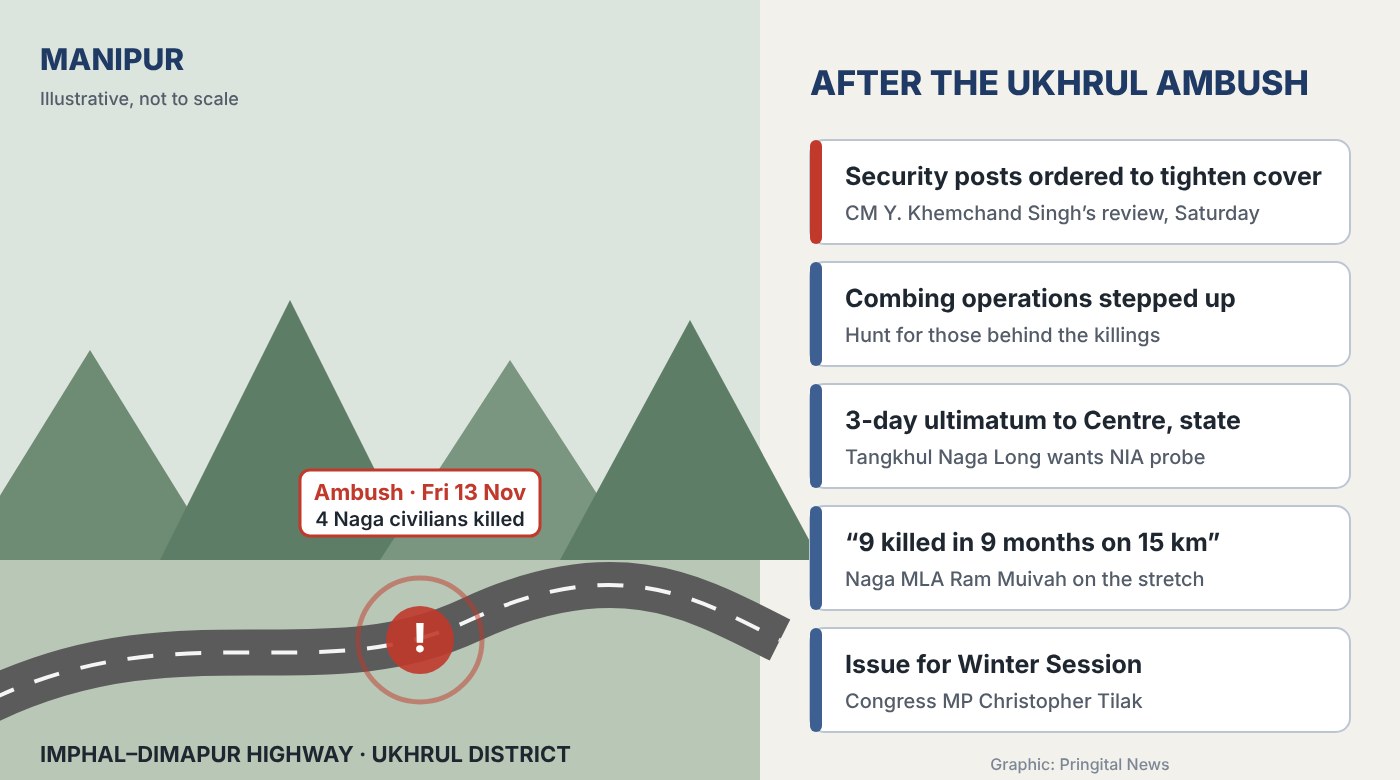 MANIPUR
Illustrative, not to scale
Ambush · Fri 13 Nov
4 Naga civilians killed
!
IMPHAL–DIMAPUR HIGHWAY · UKHRUL DISTRICT
AFTER THE UKHRUL AMBUSH
Security posts ordered to tighten cover
CM Y. Khemchand Singh’s review, Saturday
Combing operations stepped up
Hunt for those behind the killings
3-day ultimatum to Centre, state
Tangkhul Naga Long wants NIA probe
“9 killed in 9 months on 15 km”
Naga MLA Ram Muivah on the stretch
Issue for Winter Session
Congress MP Christopher Tilak
Graphic: Pringital News